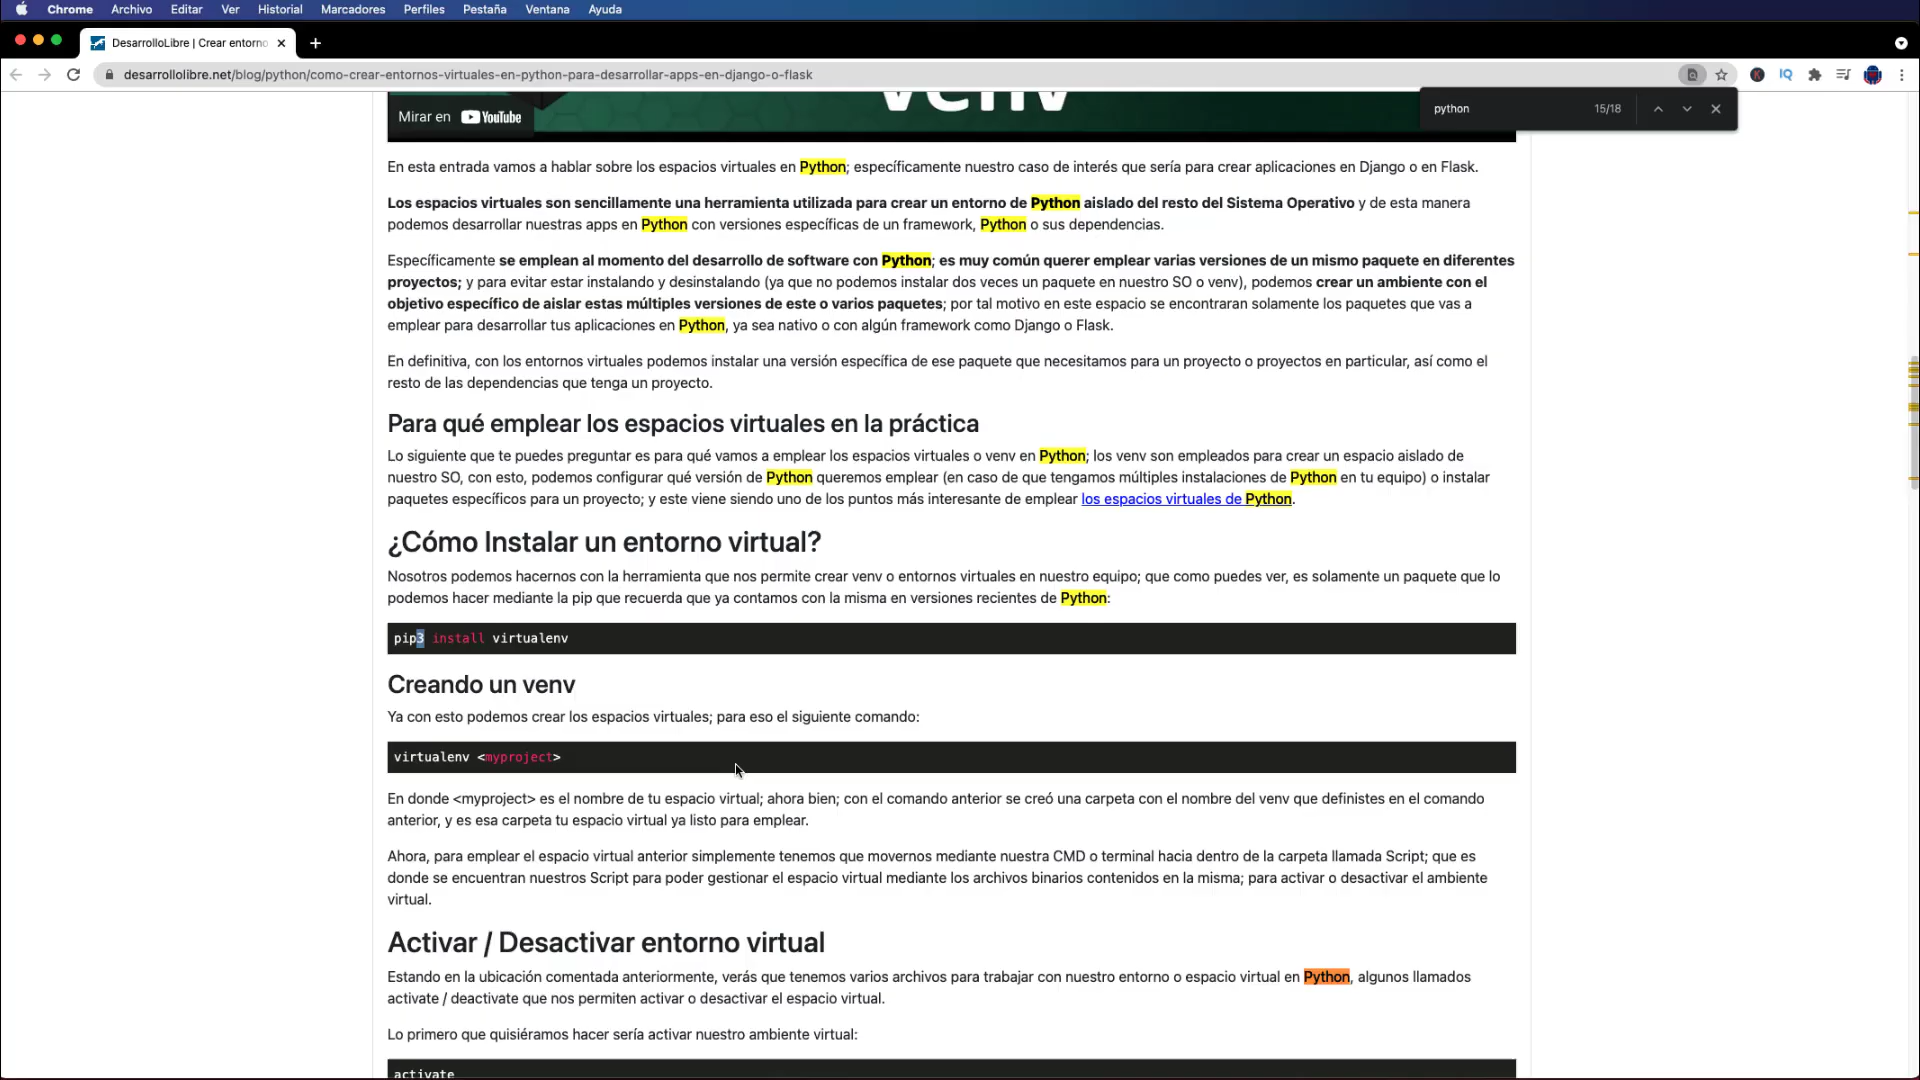 Chrome Archivo Editar Ver Historial Marcadores Perfiles Pestaña Ventana Ayuda
DesarrolloLibre | Crear entorno
desarrollolibre.net/blog/python/como-crear-entornos-virtuales-en-python-para-desarrollar-apps-en-django-o-flask
python 15/18
venv
Mirar en YouTube
En esta entrada vamos a hablar sobre los espacios virtuales en Python; específicamente nuestro caso de interés que sería para crear aplicaciones en Django o en Flask.
Los espacios virtuales son sencillamente una herramienta utilizada para crear un entorno de Python aislado del resto del Sistema Operativo y de esta manera
podemos desarrollar nuestras apps en Python con versiones específicas de un framework, Python o sus dependencias.
Específicamente se emplean al momento del desarrollo de software con Python; es muy común querer emplear varias versiones de un mismo paquete en diferentes
proyectos; y para evitar estar instalando y desinstalando (ya que no podemos instalar dos veces un paquete en nuestro SO o venv), podemos crear un ambiente con el
objetivo específico de aislar estas múltiples versiones de este o varios paquetes; por tal motivo en este espacio se encontraran solamente los paquetes que vas a
emplear para desarrollar tus aplicaciones en Python, ya sea nativo o con algún framework como Django o Flask.
En definitiva, con los entornos virtuales podemos instalar una versión específica de ese paquete que necesitamos para un proyecto o proyectos en particular, así como el
resto de las dependencias que tenga un proyecto.
Para qué emplear los espacios virtuales en la práctica
Lo siguiente que te puedes preguntar es para qué vamos a emplear los espacios virtuales o venv en Python; los venv son empleados para crear un espacio aislado de
nuestro SO, con esto, podemos configurar qué versión de Python queremos emplear (en caso de que tengamos múltiples instalaciones de Python en tu equipo) o instalar
paquetes específicos para un proyecto; y este viene siendo uno de los puntos más interesante de emplear los espacios virtuales de Python.
¿Cómo Instalar un entorno virtual?
Nosotros podemos hacernos con la herramienta que nos permite crear venv o entornos virtuales en nuestro equipo; que como puedes ver, es solamente un paquete que lo
podemos hacer mediante la pip que recuerda que ya contamos con la misma en versiones recientes de Python:
pip3 install virtualenv
Creando un venv
Ya con esto podemos crear los espacios virtuales; para eso el siguiente comando:
virtualenv <myproject>
En donde <myproject> es el nombre de tu espacio virtual; ahora bien; con el comando anterior se creó una carpeta con el nombre del venv que definistes en el comando
anterior, y es esa carpeta tu espacio virtual ya listo para emplear.
Ahora, para emplear el espacio virtual anterior simplemente tenemos que movernos mediante nuestra CMD o terminal hacia dentro de la carpeta llamada Script; que es
donde se encuentran nuestros Script para poder gestionar el espacio virtual mediante los archivos binarios contenidos en la misma; para activar o desactivar el ambiente
virtual.
Activar / Desactivar entorno virtual
Estando en la ubicación comentada anteriormente, verás que tenemos varios archivos para trabajar con nuestro entorno o espacio virtual en Python, algunos llamados
activate / deactivate que nos permiten activar o desactivar el espacio virtual.
Lo primero que quisiéramos hacer sería activar nuestro ambiente virtual:
activate